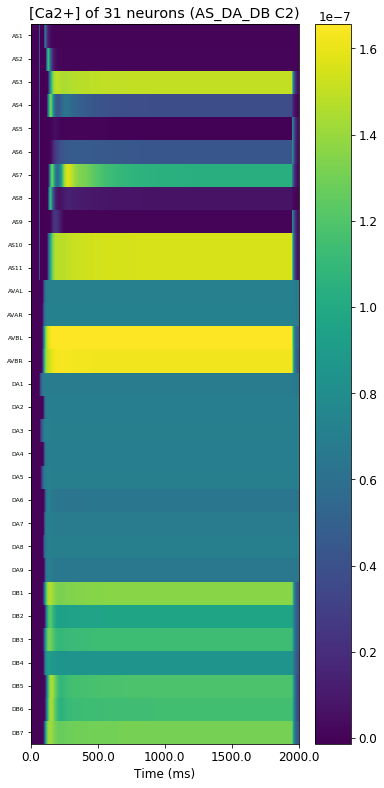 [Ca2+] of 31 neurons (AS_DA_DB C2)
1e−7
AS1
AS2
AS3
AS4
AS5
AS6
AS7
AS8
AS9
AS10
AS11
AVAL
AVAR
AVBL
AVBR
DA1
DA2
DA3
DA4
DA5
DA6
DA7
DA8
DA9
DB1
DB2
DB3
DB4
DB5
DB6
DB7
0.0 500.0 1000.0 1500.0 2000.0
Time (ms)
1.6
1.4
1.2
1.0
0.8
0.6
0.4
0.2
0.0